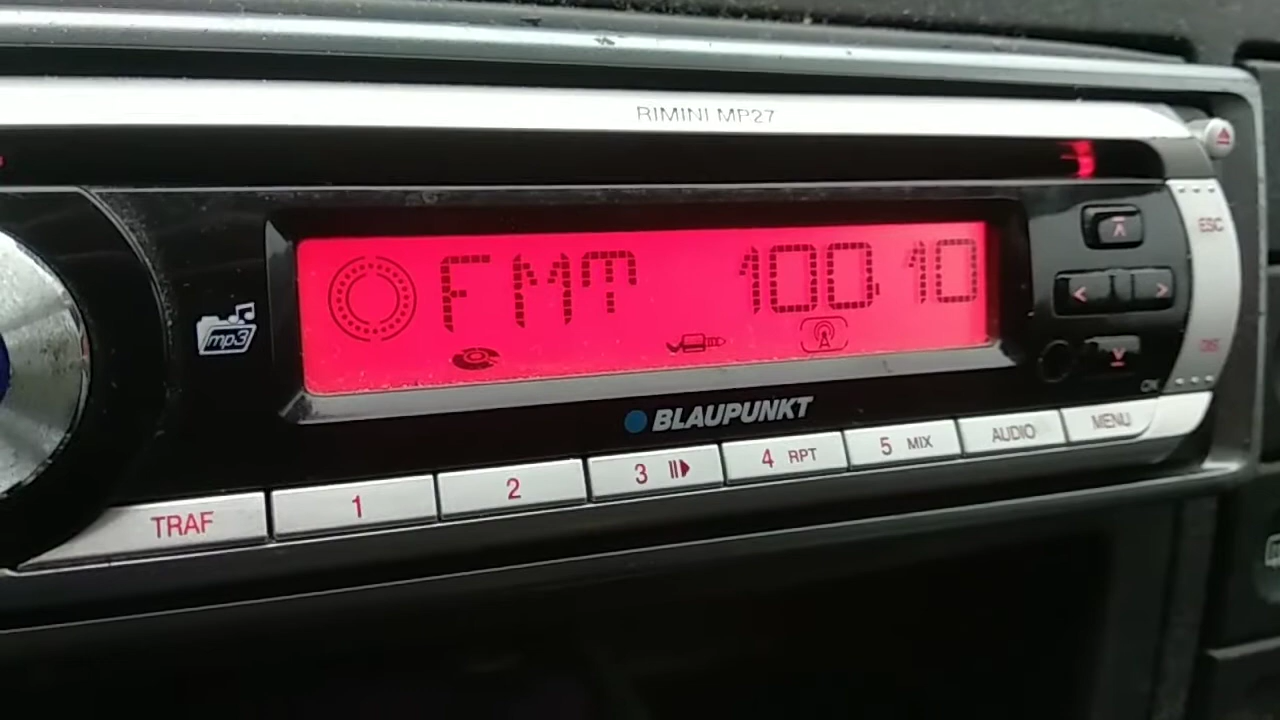 RIMINI MP27
ESC
mp3
FMT 100.10
DIS
OK
BLAUPUNKT
TRAF 1 2 3 4 RPT 5 MIX AUDIO MENU